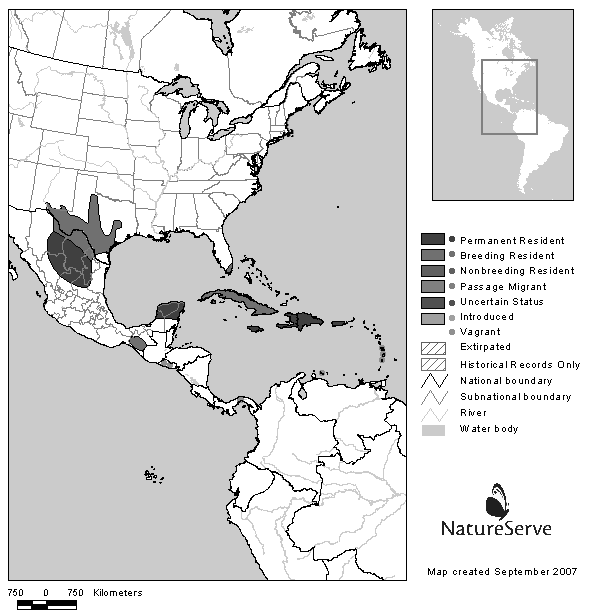 Permanent Resident
Breeding Resident
Nonbreeding Resident
Passage Migrant
Uncertain Status
Introduced
Vagrant
Extirpated
Historical Records Only
National boundary
Subnational boundary
River
Water body
NatureServe
Map created September 2007
750 0 750 Kilometers